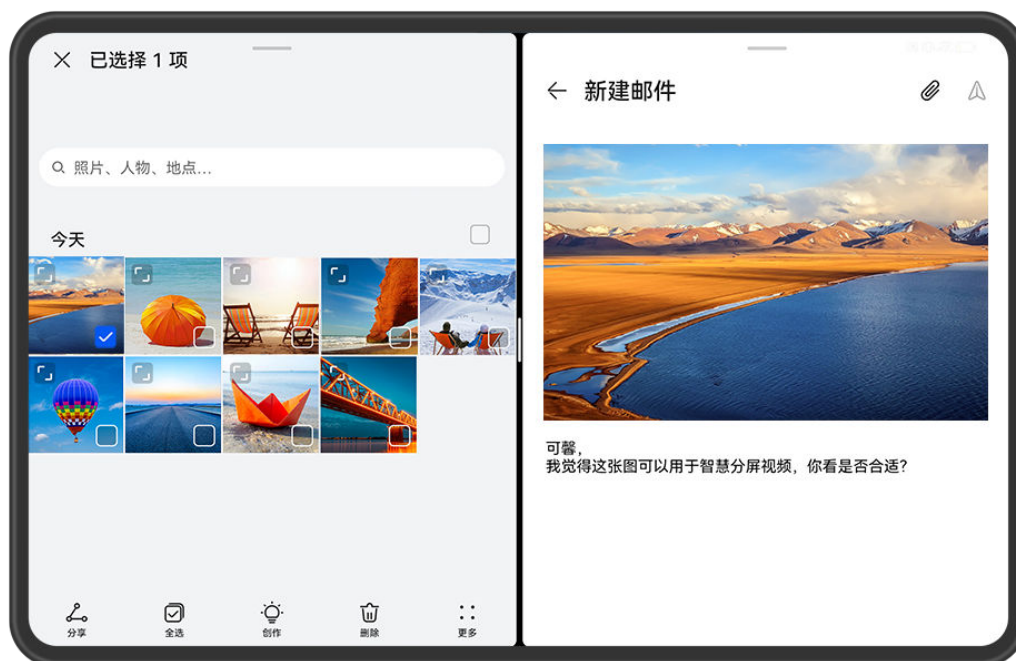 已选择 1 项
照片、人物、地点...
今天
分享
全选
创作
删除
更多
新建邮件
可馨，
我觉得这张图可以用于智慧分屏视频，你看是否合适？